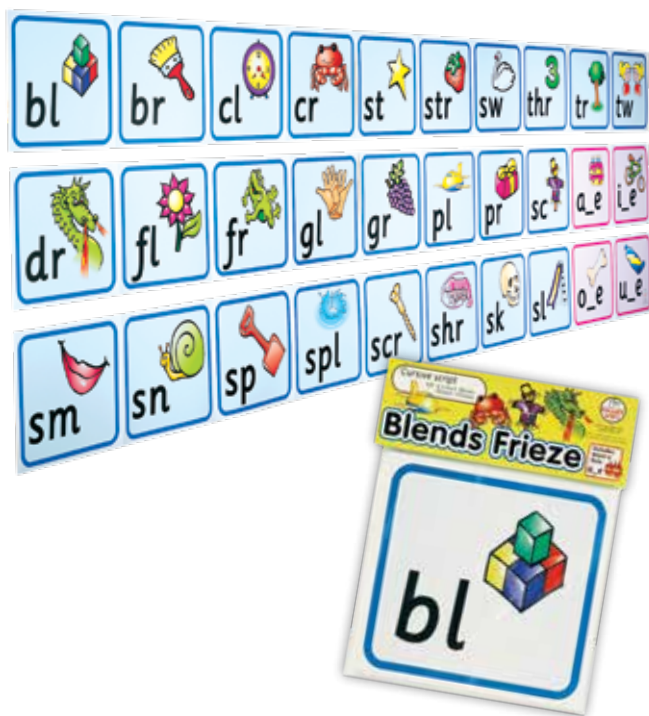 bl br cl cr st str sw thr tr tw
dr fl fr gl gr pl pr sc a_e i_e
sm sn sp spl scr shr sk sl o_e u_e
Cursive script
Blends Frieze
bl